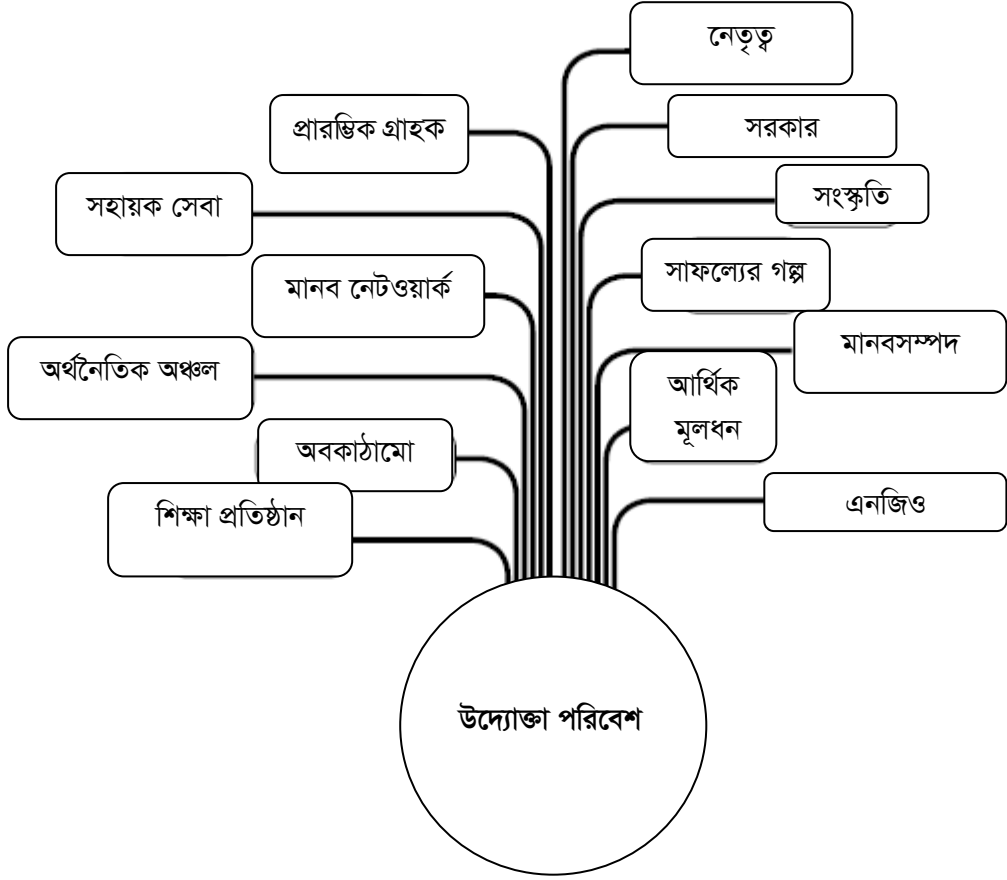 নেতৃত্ব
প্রারম্ভিক গ্রাহক
সরকার
সহায়ক সেবা
সংস্কৃতি
মানব নেটওয়ার্ক
সাফল্যের গল্প
অর্থনৈতিক অঞ্চল
মানবসম্পদ
আর্থিক
মূলধন
অবকাঠামো
শিক্ষা প্রতিষ্ঠান
এনজিও
উদ্যোক্তা পরিবেশ